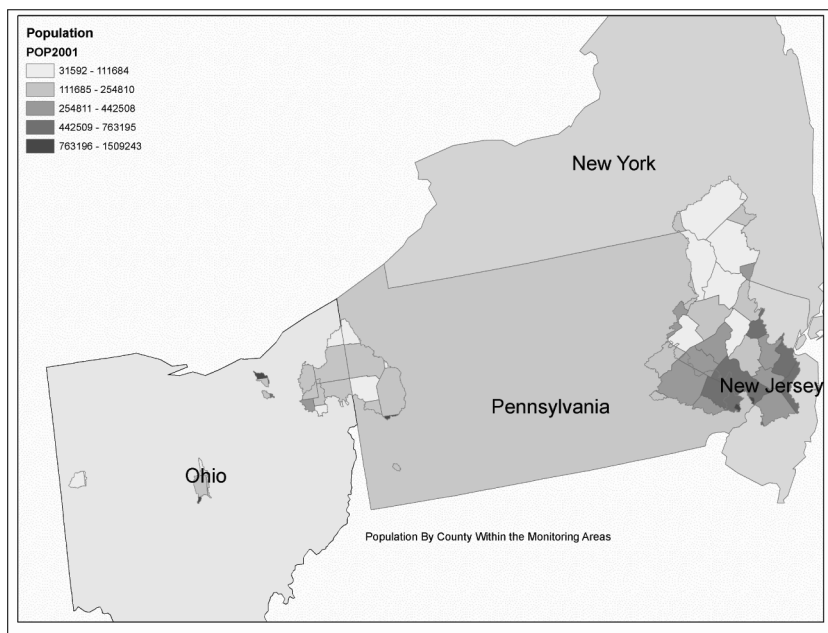 Population
POP2001
31592 - 111684
111685 - 254810
254811 - 442508
442509 - 763195
763196 - 1509243
New York
New Jersey
Pennsylvania
Ohio
Population By County Within the Monitoring Areas